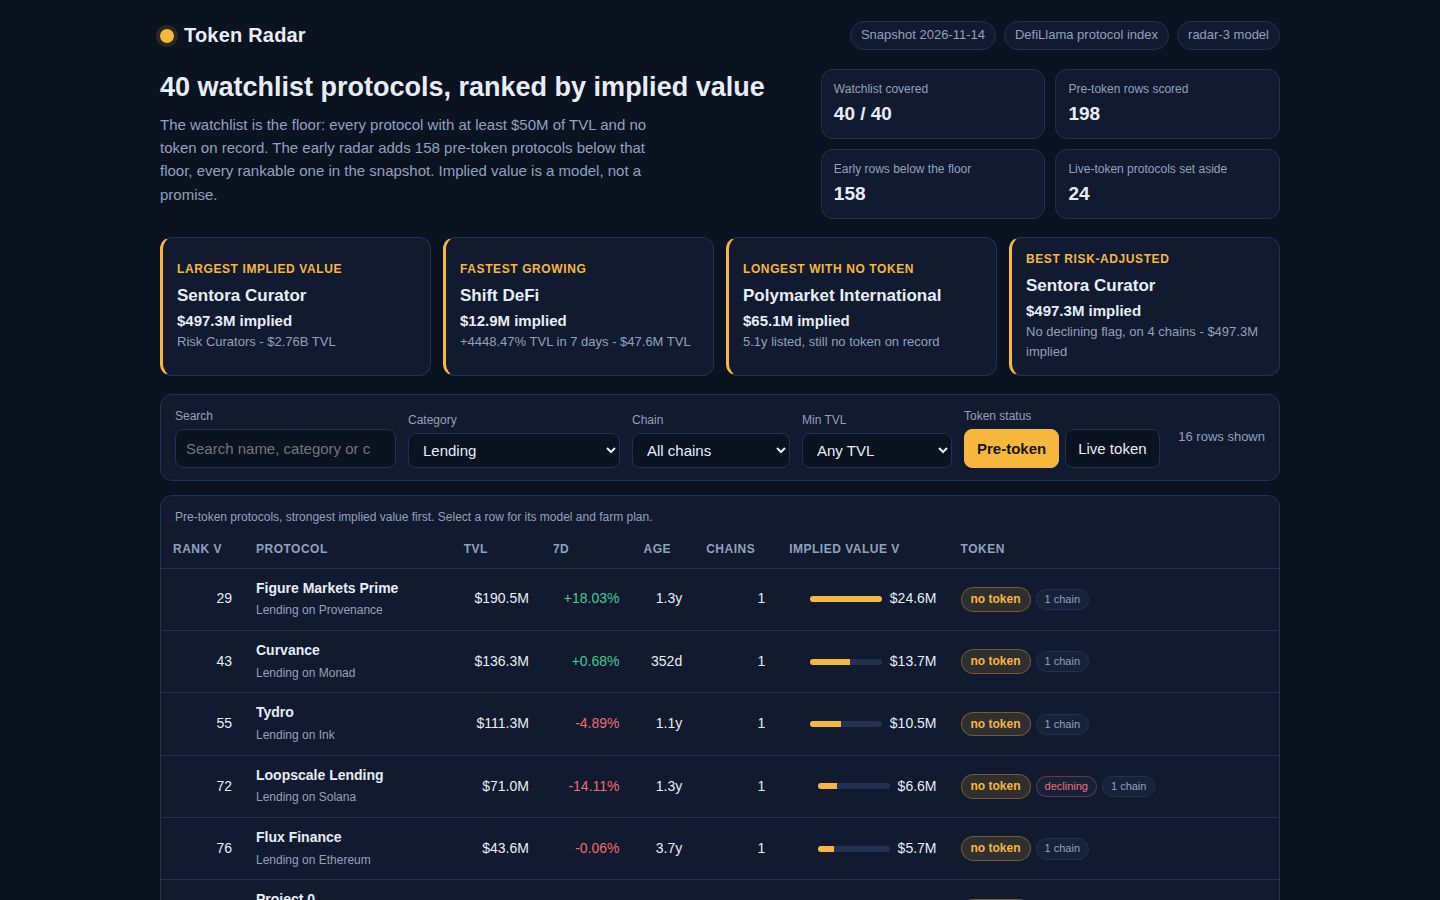 Token Radar
Snapshot 2026-11-14
DefiLlama protocol index
radar-3 model
40 watchlist protocols, ranked by implied value
The watchlist is the floor: every protocol with at least $50M of TVL and no
token on record. The early radar adds 158 pre-token protocols below that
floor, every rankable one in the snapshot. Implied value is a model, not a
promise.
Watchlist covered
40 / 40
Pre-token rows scored
198
Early rows below the floor
158
Live-token protocols set aside
24
LARGEST IMPLIED VALUE
Sentora Curator
$497.3M implied
Risk Curators - $2.76B TVL
FASTEST GROWING
Shift DeFi
$12.9M implied
+4448.47% TVL in 7 days - $47.6M TVL
LONGEST WITH NO TOKEN
Polymarket International
$65.1M implied
5.1y listed, still no token on record
BEST RISK-ADJUSTED
Sentora Curator
$497.3M implied
No declining flag, on 4 chains - $497.3M
implied
Search
Search name, category or c
Category
Lending
Chain
All chains
Min TVL
Any TVL
Token status
Pre-token
Live token
16 rows shown
Pre-token protocols, strongest implied value first. Select a row for its model and farm plan.
RANK V PROTOCOL TVL 7D AGE CHAINS IMPLIED VALUE V TOKEN
29 Figure Markets Prime $190.5M +18.03% 1.3y 1 $24.6M no token 1 chain
Lending on Provenance
43 Curvance $136.3M +0.68% 352d 1 $13.7M no token 1 chain
Lending on Monad
55 Tydro $111.3M -4.89% 1.1y 1 $10.5M no token 1 chain
Lending on Ink
72 Loopscale Lending $71.0M -14.11% 1.3y 1 $6.6M no token declining 1 chain
Lending on Solana
76 Flux Finance $43.6M -0.06% 3.7y 1 $5.7M no token 1 chain
Lending on Ethereum
Project 0